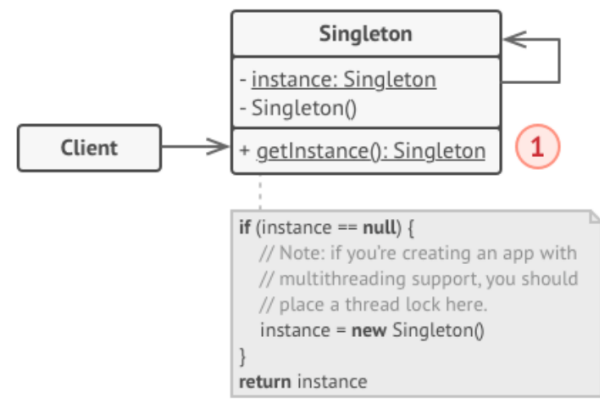 Singleton
- instance: Singleton
- Singleton()
Client
+ getInstance(): Singleton
1
if (instance == null) {
// Note: if you're creating an app with
// multithreading support, you should
// place a thread lock here.
instance = new Singleton()
}
return instance